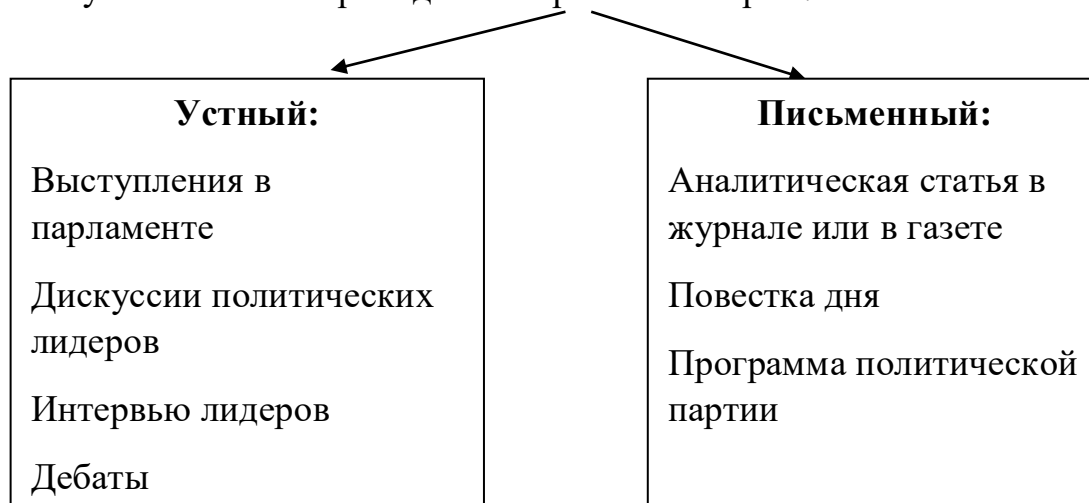 Устный:
Выступления в
парламенте
Дискуссии политических
лидеров
Интервью лидеров
Дебаты
Письменный:
Аналитическая статья в
журнале или в газете
Повестка дня
Программа политической
партии